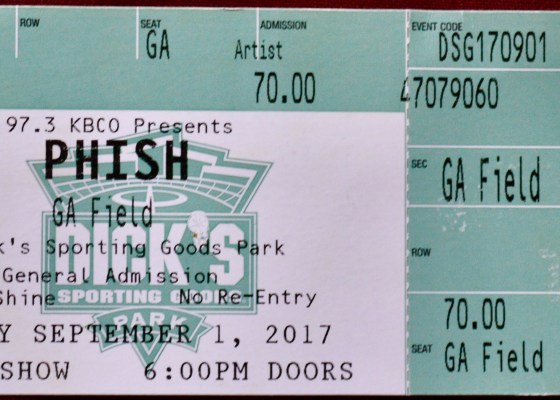 ROW SEAT ADMISSION
GA Artist
70.00
97.3 KBCO Presents
PHISH
GA Field
DICK'S
k's Sporting Goods Park
General Admission
Shine No Re-Entry
SPORTING GOODS
PARK
Y SEPTEMBER 1, 2017
SHOW 6:00PM DOORS
EVENT CODE
DSG170901
47079060
SEC
GA Field
ROW
70.00
SEAT GA Field